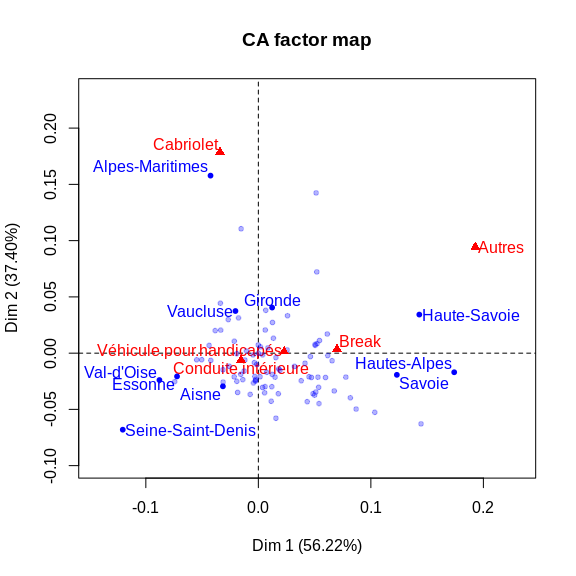 CA factor map
Dim 2 (37.40%)
0.20
0.15
0.10
0.05
0.00
-0.05
-0.10
Cabriolet
Alpes-Maritimes
Autres
Gironde
Vaucluse
Haute-Savoie
Break
Véhicule pour handicapés
Hautes-Alpes
Conduite intérieure
Val-d'Oise
Savoie
Essonne
Aisne
Seine-Saint-Denis
-0.1
0.0
0.1
0.2
Dim 1 (56.22%)